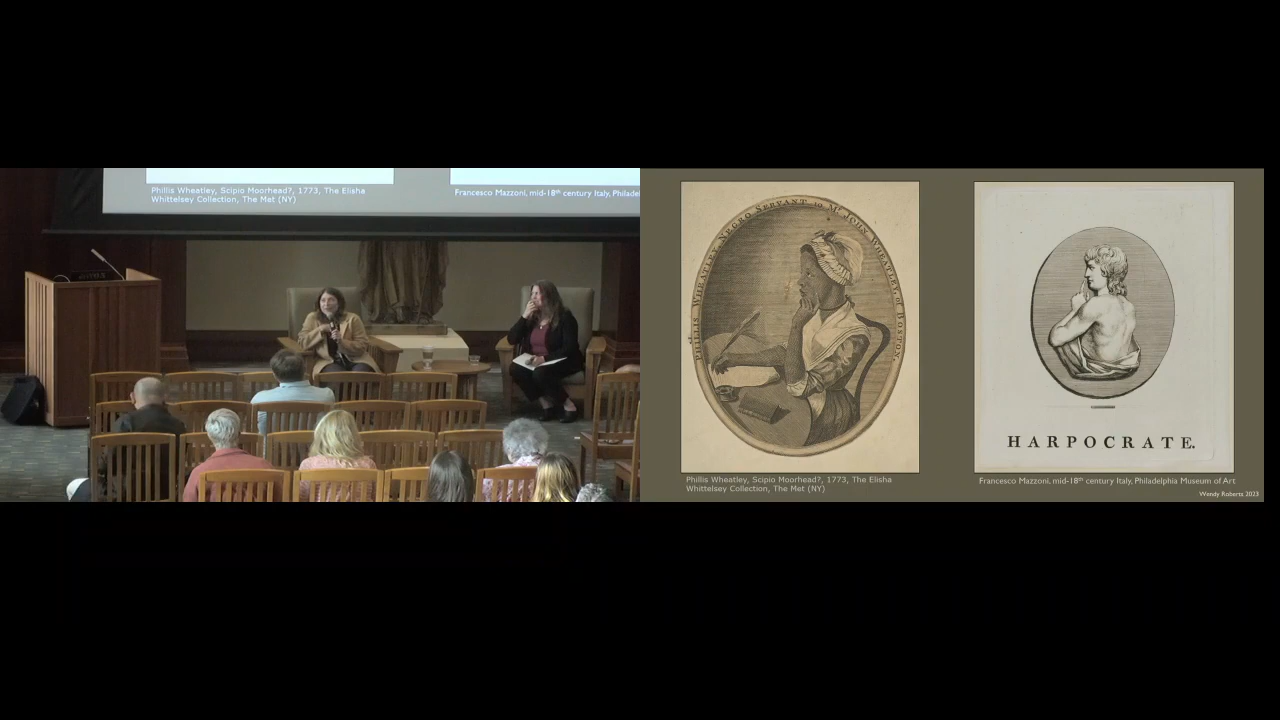 Phillis Wheatley, Scipio Moorhead?, 1773, The Elisha
Whittelsey Collection, The Met (NY)
Francesco Mazzoni, mid-18th century Italy, Philadel
PHILLIS WHEATLEY, NEGRO SERVANT to Mr. JOHN WHEATLEY, of BOSTON.
Phillis Wheatley, Scipio Moorhead?, 1773, The Elisha
Whittelsey Collection, The Met (NY)
HARPOCRATE.
Francesco Mazzoni, mid-18th century Italy, Philadelphia Museum of Art
Wendy Roberts 2023